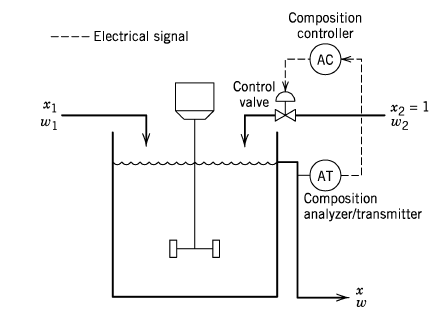 Composition
controller
---- Electrical signal
AC
Control
valve
x1
w1
x2 = 1
w2
AT
Composition
analyzer/transmitter
x
w